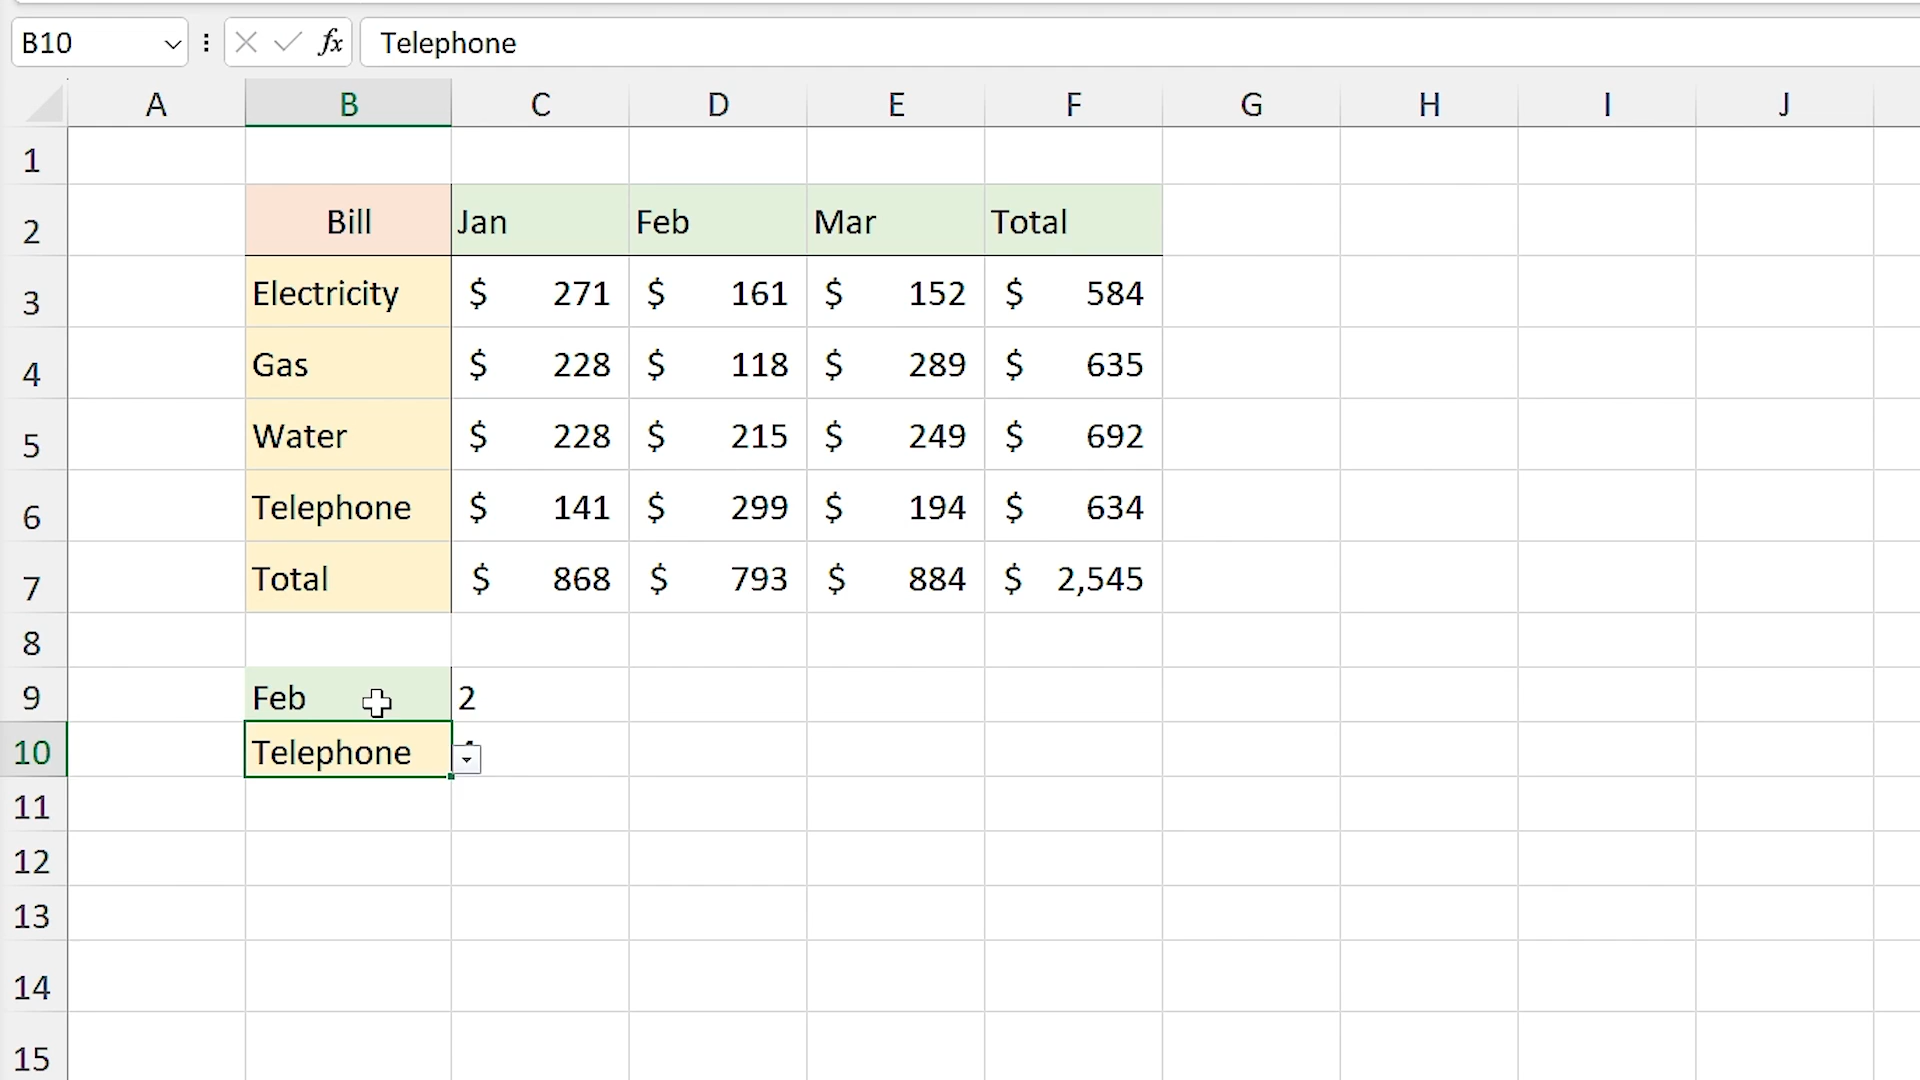 B10 fx Telephone
A B C D E F G H I J
1
2 Bill Jan Feb Mar Total
3 Electricity $ 271 $ 161 $ 152 $ 584
4 Gas $ 228 $ 118 $ 289 $ 635
5 Water $ 228 $ 215 $ 249 $ 692
6 Telephone $ 141 $ 299 $ 194 $ 634
7 Total $ 868 $ 793 $ 884 $ 2,545
8
9 Feb 2
10 Telephone
11
12
13
14
15